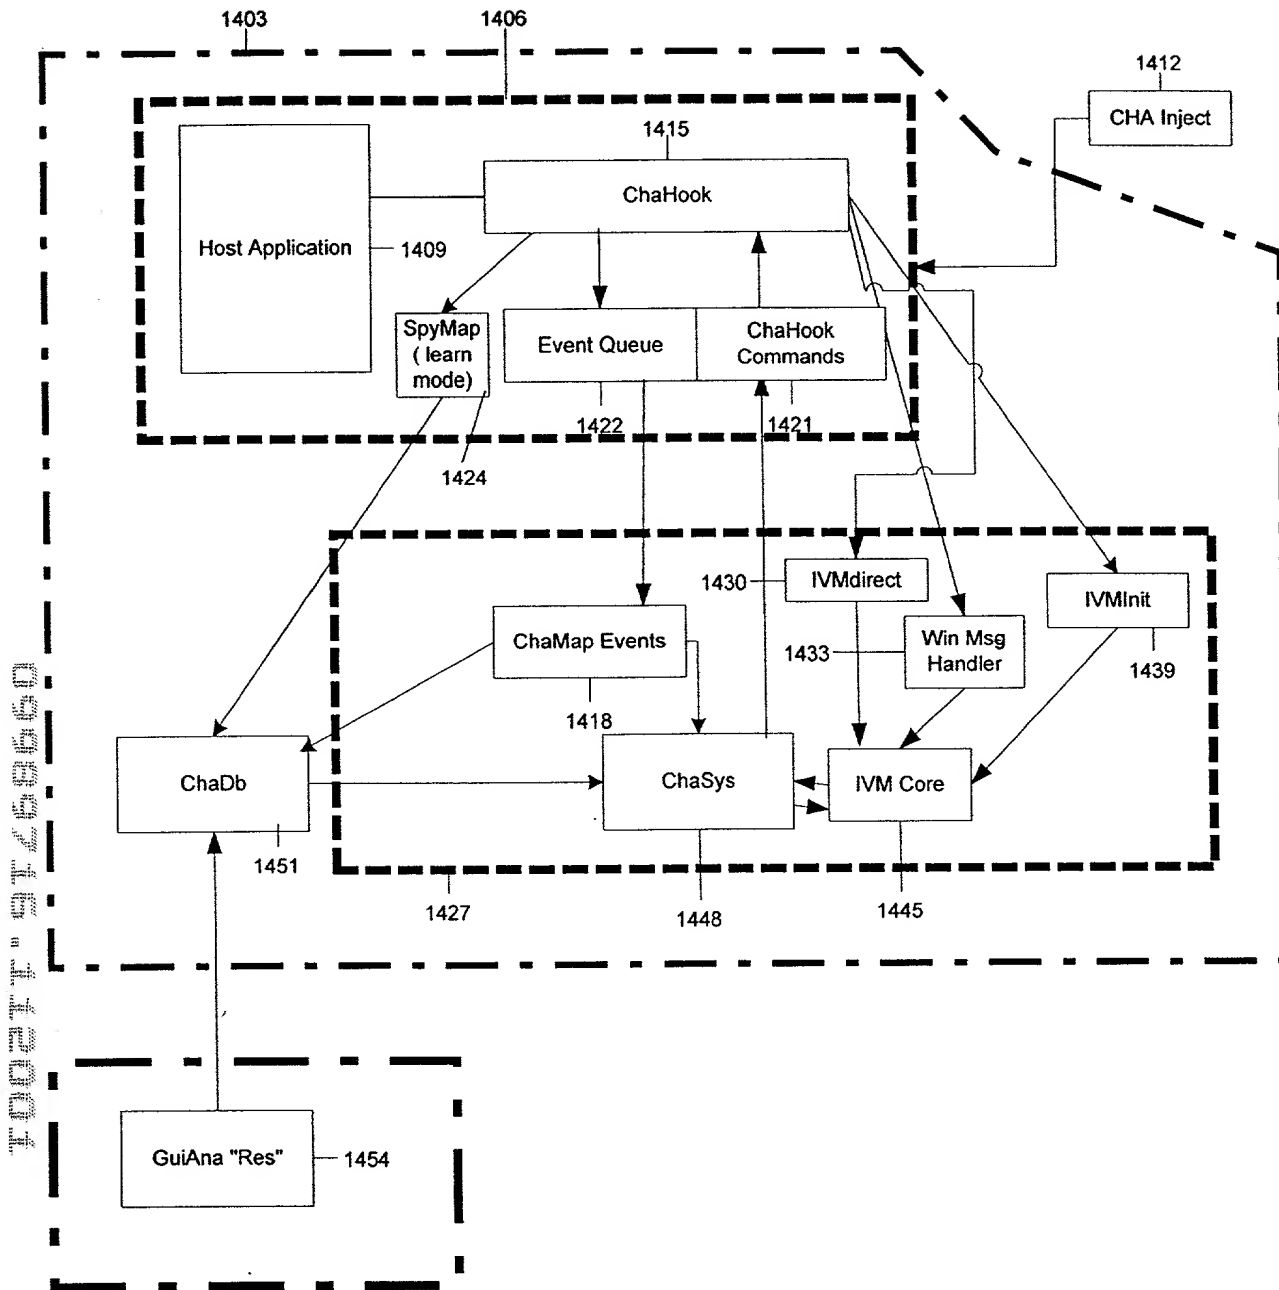 1403
1406
1412
CHA Inject
1415
ChaHook
Host Application
1409
SpyMap
( learn
mode)
Event Queue
ChaHook
Commands
1422
1421
1424
1430
IVMdirect
IVMInit
ChaMap Events
1433
Win Msg
Handler
1439
1418
ChaDb
ChaSys
IVM Core
1451
1427
1448
1445
GuiAna "Res"
1454